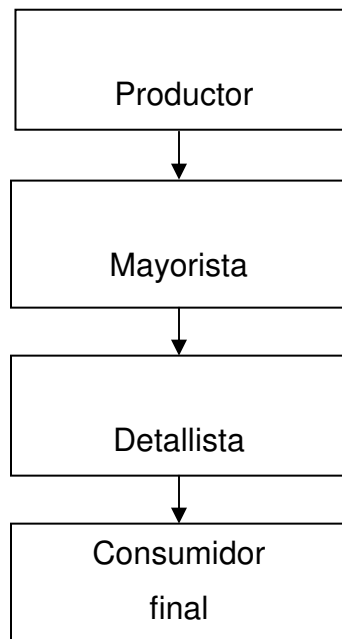 Productor
Mayorista
Detallista
Consumidor
final